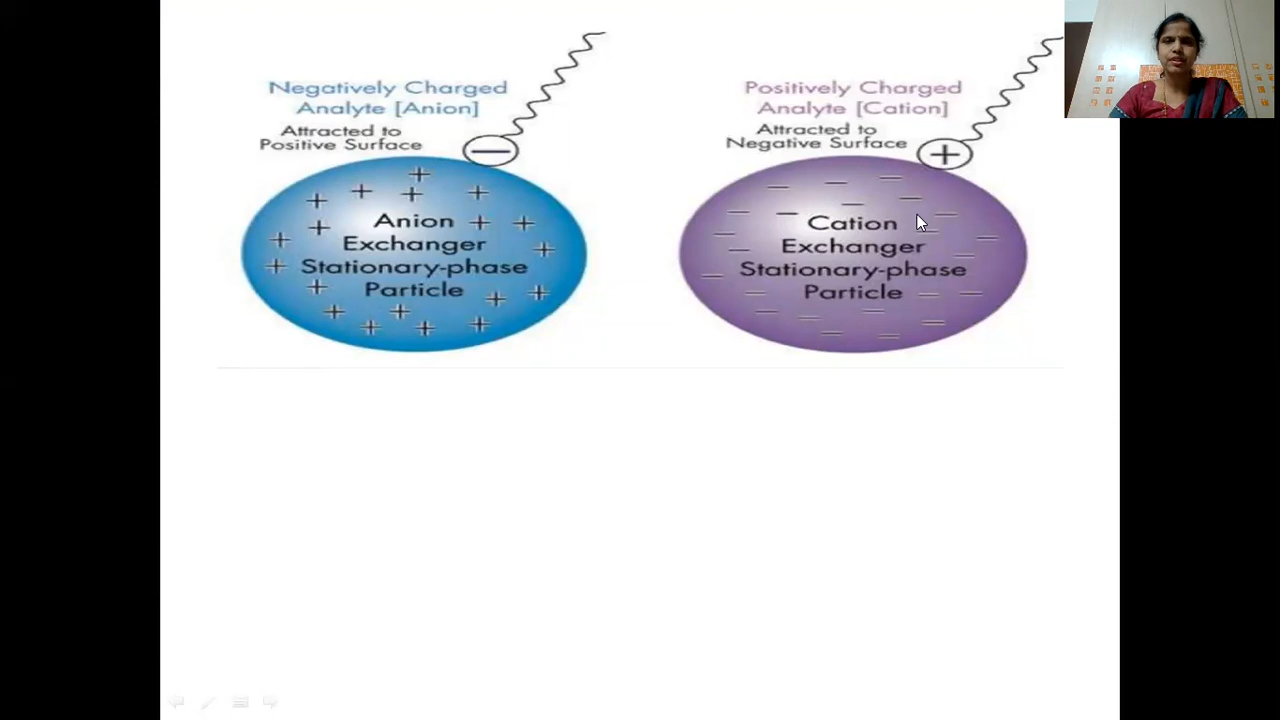 Negatively Charged
Analyte [Anion]
Attracted to
Positive Surface
Anion
Exchanger
Stationary-phase
Particle
Positively Charged
Analyte [Cation]
Attracted to
Negative Surface
Cation
Exchanger
Stationary-phase
Particle